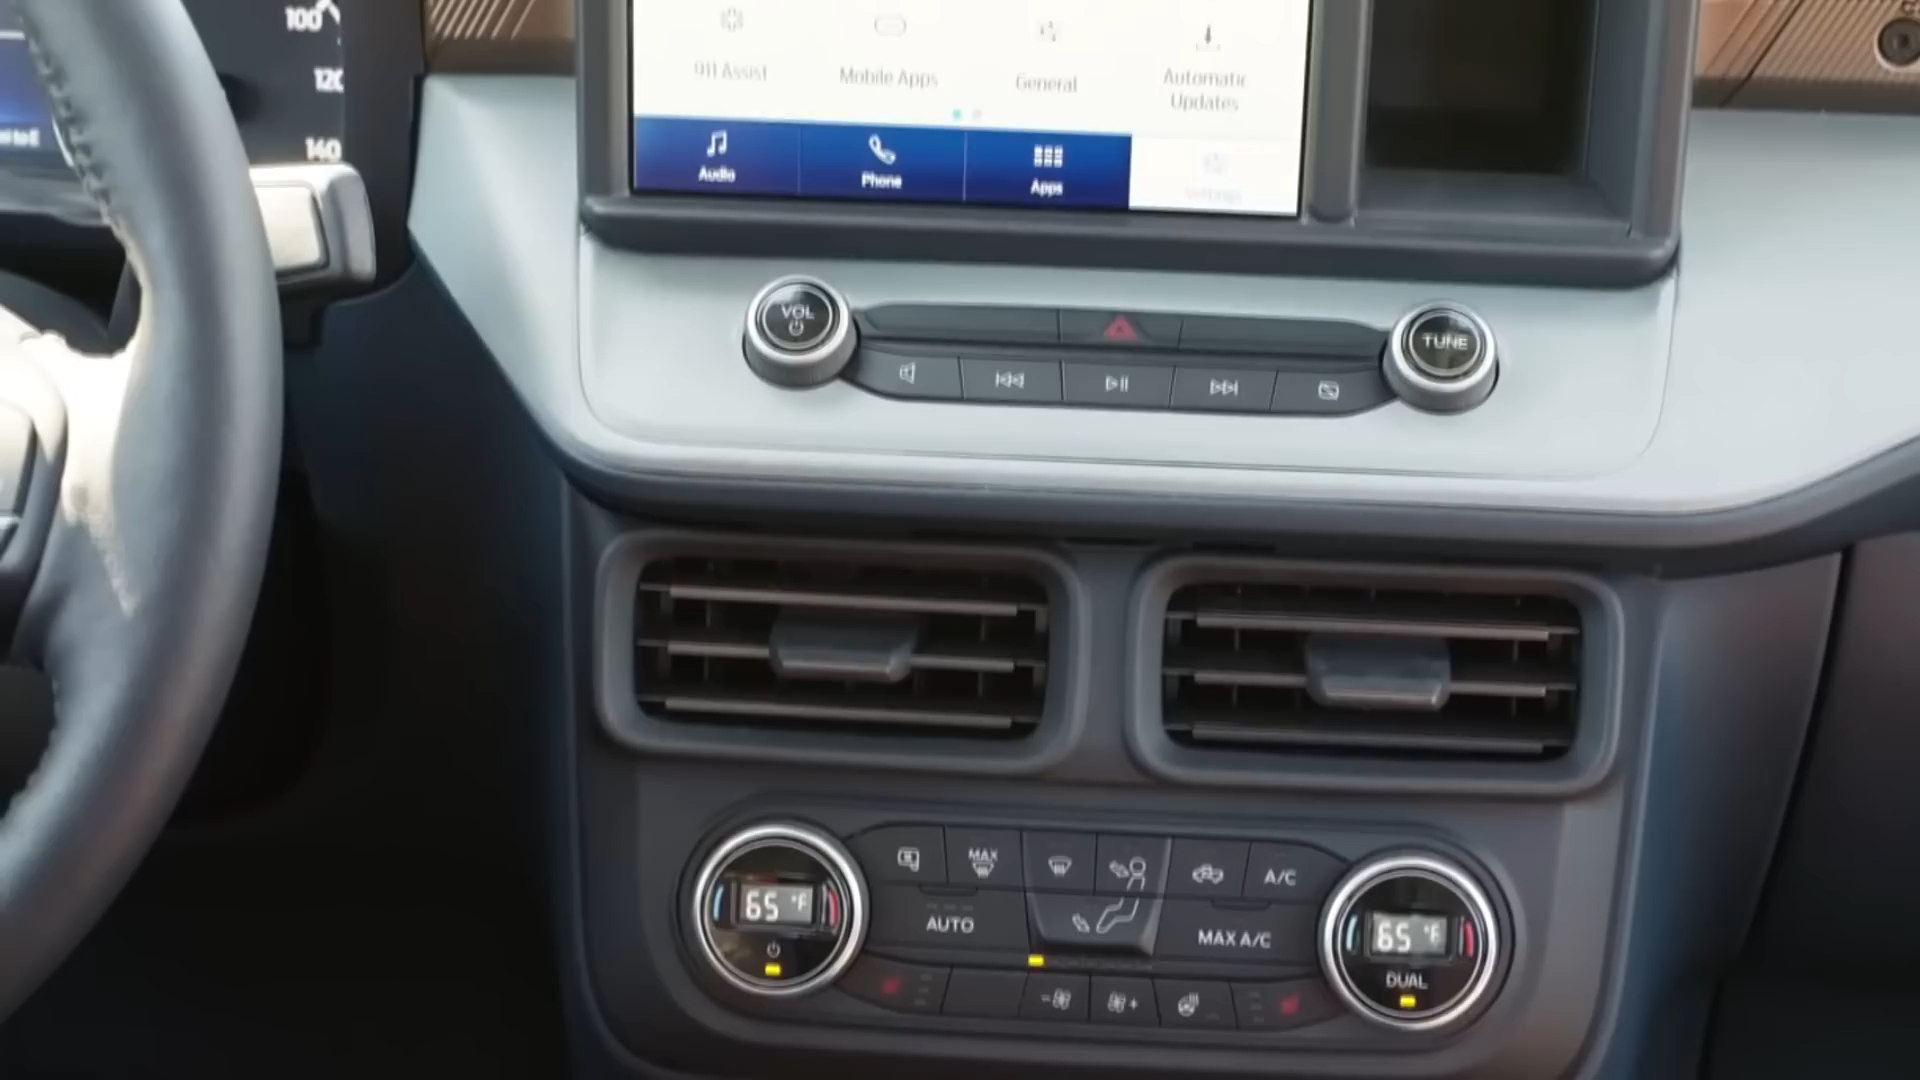 100
120
140
911 Assist
Mobile Apps
General
Automatic
Updates
Audio
Phone
Apps
Settings
VOL
TUNE
MAX
A/C
65 °F
AUTO
MAX A/C
65 °F
DUAL